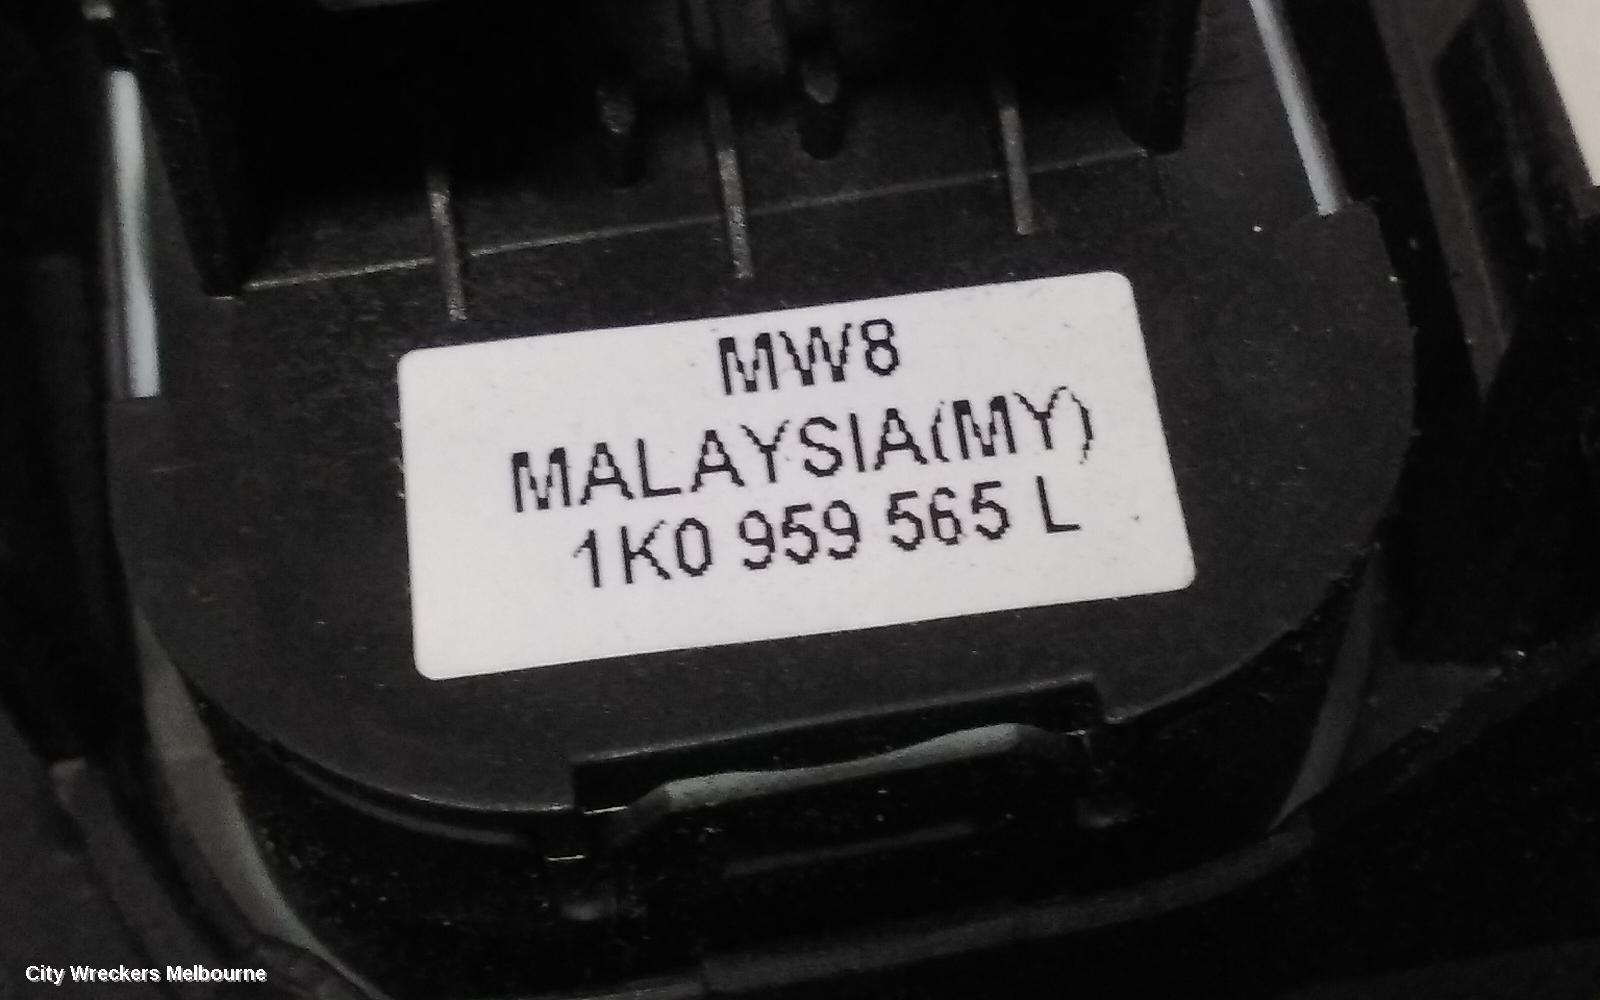 MW8
MALAYSIA(MY)
1K0 959 565 L
City Wreckers Melbourne